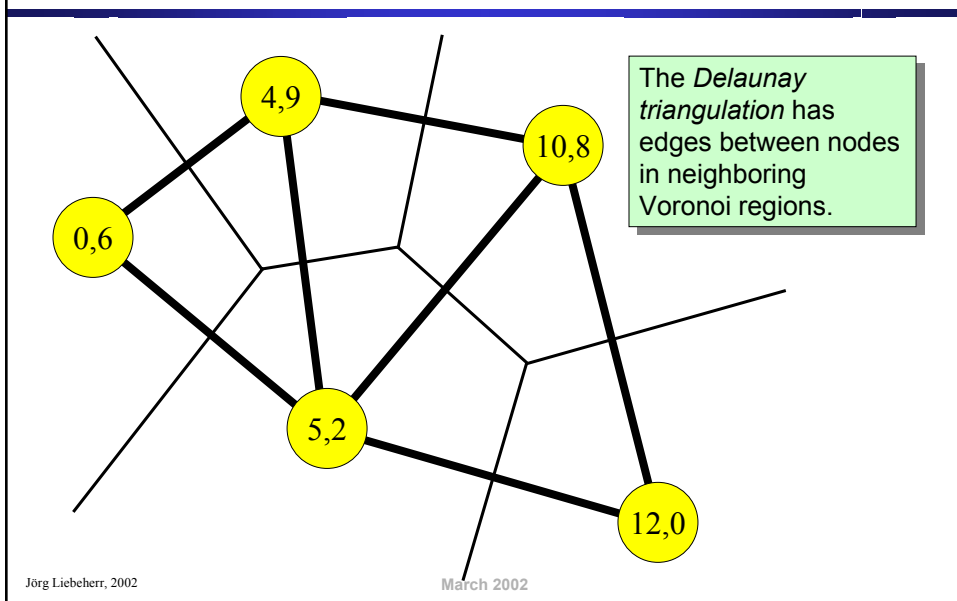 4,9
10,8
The Delaunay
triangulation has
edges between nodes
in neighboring
Voronoi regions.
0,6
5,2
12,0
Jörg Liebeherr, 2002
March 2002